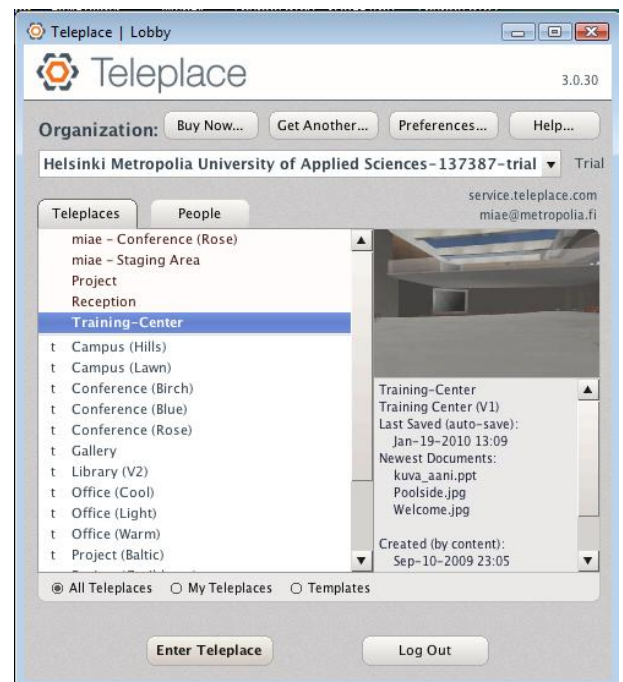 Teleplace | Lobby
Teleplace
3.0.30
Organization: Buy Now... Get Another... Preferences... Help...
Helsinki Metropolia University of Applied Sciences-137387-trial Trial
service.teleplace.com
miae@metropolia.fi
Teleplaces People
miae - Conference (Rose)
miae - Staging Area
Project
Reception
Training-Center
t Campus (Hills)
t Campus (Lawn)
t Conference (Birch)
t Conference (Blue)
t Conference (Rose)
t Gallery
t Library (V2)
t Office (Cool)
t Office (Light)
t Office (Warm)
t Project (Baltic)
Training-Center
Training Center (V1)
Last Saved (auto-save):
Jan-19-2010 13:09
Newest Documents:
kuva_aani.ppt
Poolside.jpg
Welcome.jpg
Created (by content):
Sep-10-2009 23:05
All Teleplaces My Teleplaces Templates
Enter Teleplace Log Out